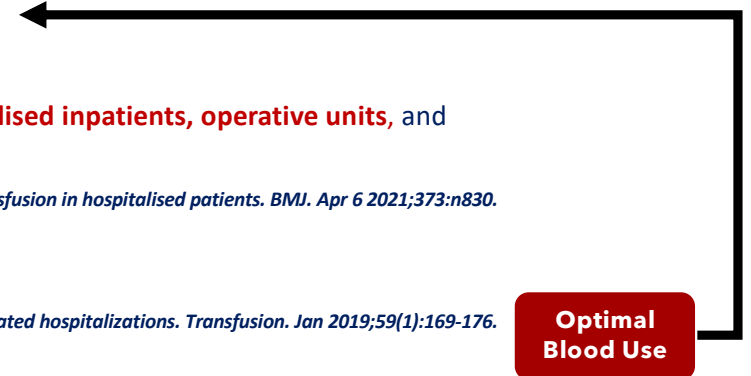 lised inpatients, operative units, and
sfusion in hospitalised patients. BMJ. Apr 6 2021;373:n830.
ated hospitalizations. Transfusion. Jan 2019;59(1):169-176.
Optimal
Blood Use